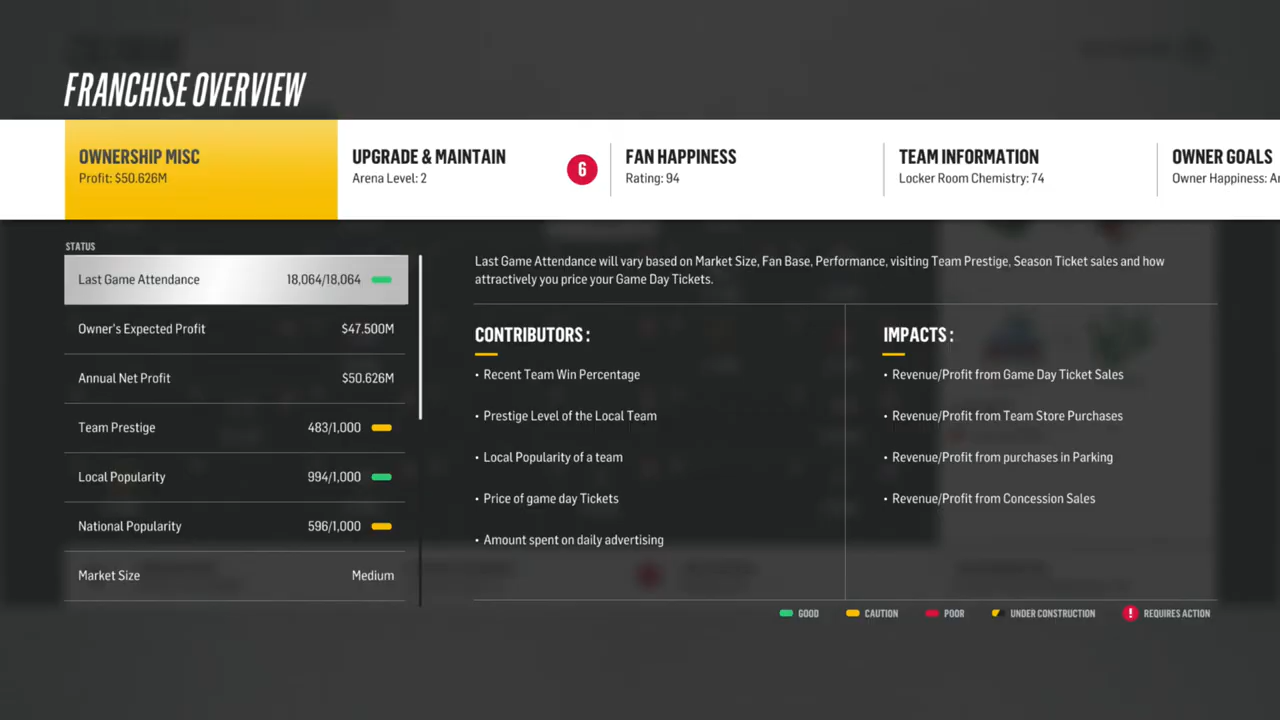 FRANCHISE OVERVIEW
OWNERSHIP MISC
Profit: $50.626M
UPGRADE & MAINTAIN
Arena Level: 2
6
FAN HAPPINESS
Rating: 94
TEAM INFORMATION
Locker Room Chemistry: 74
OWNER GOALS
Owner Happiness:
STATUS
Last Game Attendance 18,064/18,064
Owner's Expected Profit $47.500M
Annual Net Profit $50.626M
Team Prestige 483/1,000
Local Popularity 994/1,000
National Popularity 596/1,000
Market Size Medium
Last Game Attendance will vary based on Market Size, Fan Base, Performance, visiting Team Prestige, Season Ticket sales and how
attractively you price your Game Day Tickets.
CONTRIBUTORS :
• Recent Team Win Percentage
• Prestige Level of the Local Team
• Local Popularity of a team
• Price of game day Tickets
• Amount spent on daily advertising
IMPACTS :
• Revenue/Profit from Game Day Ticket Sales
• Revenue/Profit from Team Store Purchases
• Revenue/Profit from purchases in Parking
• Revenue/Profit from Concession Sales
GOOD CAUTION POOR UNDER CONSTRUCTION ! REQUIRES ACTION